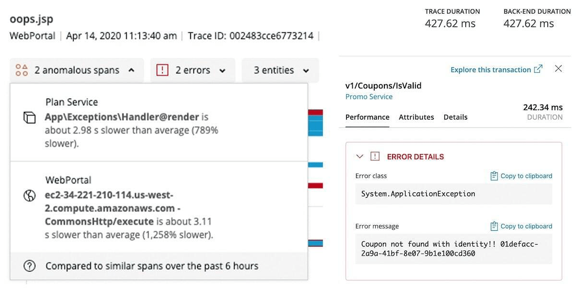 oops.jsp
WebPortal | Apr 14, 2020 11:13:40 am | Trace ID: 002483cce6773214 |
TRACE DURATION
427.62 ms
BACK-END DURATION
427.62 ms
2 anomalous spans
2 errors
3 entities
Plan Service
App\Exceptions\Handler@render is
about 2.98 s slower than average (789%
slower).
WebPortal
ec2-34-221-210-114.us-west-
2.compute.amazonaws.com -
CommonsHttp/execute is about 3.11
s slower than average (1,258% slower).
Compared to similar spans over the past 6 hours
Explore this transaction
v1/Coupons/IsValid
Promo Service
242.34 ms
DURATION
Performance
Attributes
Details
ERROR DETAILS
Error class
Copy to clipboard
System.ApplicationException
Error message
Copy to clipboard
Coupon not found with identity!! 01defacc-
2a9a-41bf-8e07-9b1e100cd360